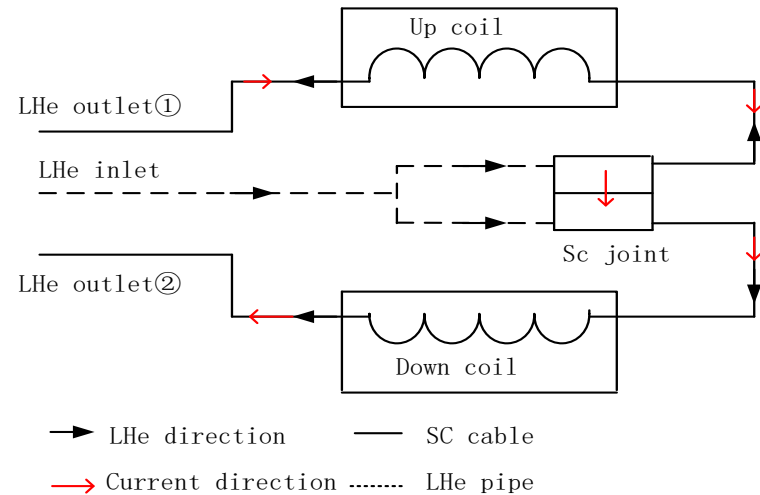 Up coil
LHe outlet①
LHe inlet
Sc joint
LHe outlet②
Down coil
LHe direction
SC cable
Current direction
LHe pipe